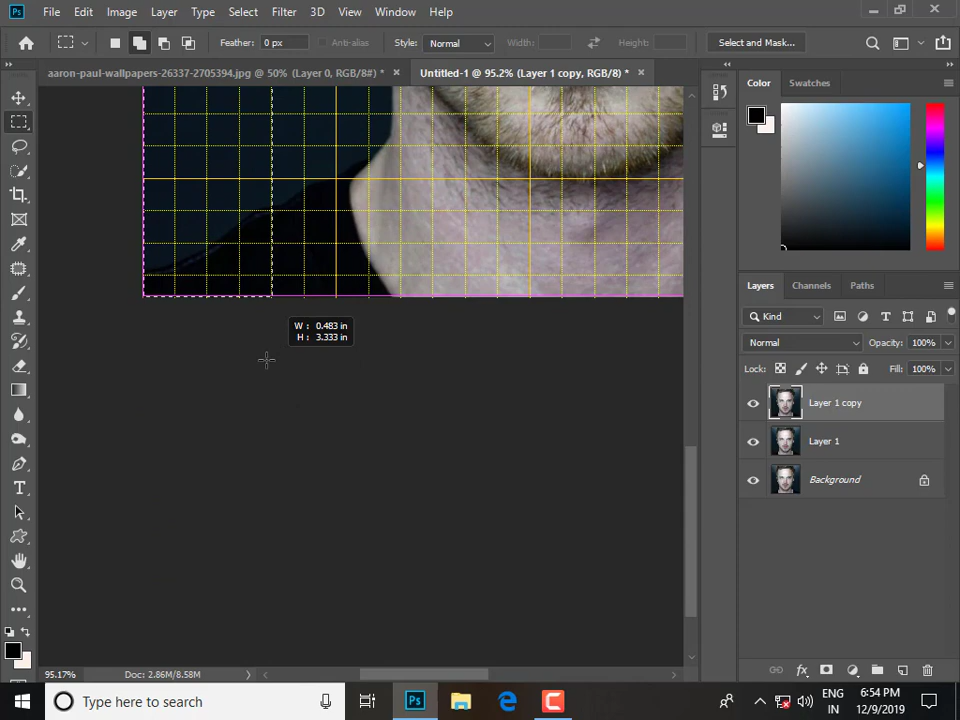 Ps File Edit Image Layer Type Select Filter 3D View Window Help
Feather: 0 px Anti-alias Style: Normal Width: Height: Select and Mask...
aaron-paul-wallpapers-26337-2705394.jpg @ 50% (Layer 0, RGB/8#) * × Untitled-1 @ 95.2% (Layer 1 copy, RGB/8) * ×
Color Swatches
Layers Channels Paths
Kind
W : 0.483 in
H : 3.333 in
Normal Opacity: 100%
Lock: Fill: 100%
Layer 1 copy
Layer 1
Background
95.17% Doc: 2.86M/8.58M
Type here to search
Ps
ENG
IN
6:54 PM
12/9/2019